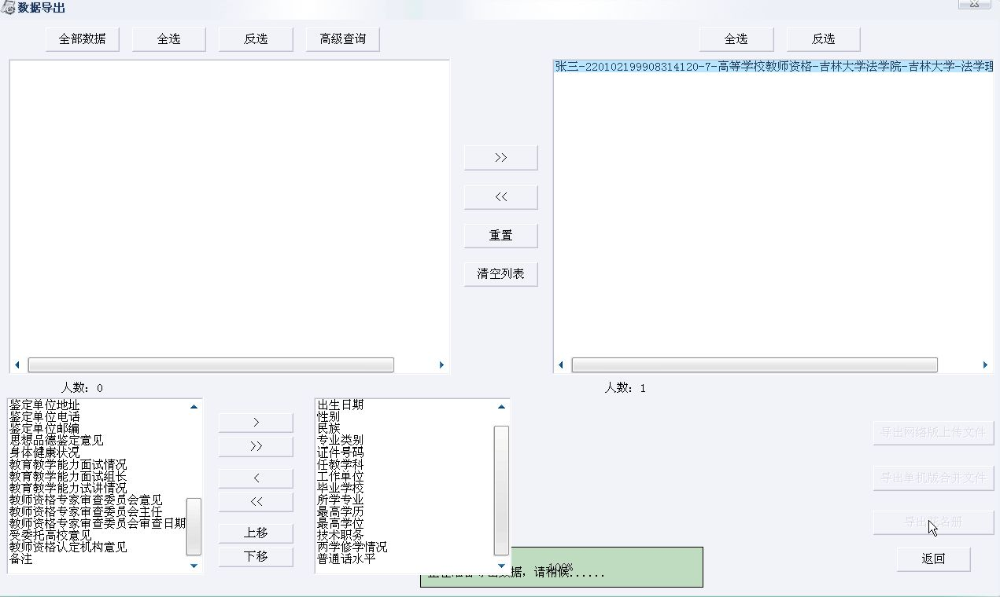 数据导出
全部数据
全选
反选
高级查询
全选
反选
张三-220102199908314120-7-高等学校教师资格-吉林大学法学院-吉林大学-法学理
>>
<<
重置
清空列表
人数: 0
人数: 1
鉴定单位地址
鉴定单位电话
鉴定单位邮编
思想品德鉴定意见
身体健康状况
教育教学能力面试情况
教育教学能力面试组长
教育教学能力试讲情况
教师资格专家审查委员会意见
教师资格专家审查委员会主任
教师资格专家审查委员会审查日期
受委托高校意见
教师资格认定机构意见
备注
>
>>
<
<<
上移
下移
出生日期
性别
民族
专业类别
证件号码
任教学科
工作单位
毕业学校
所学专业
最高学历
最高学位
技术职务
两学修学情况
普通话水平
导出网络版上传文件
导出单机版合并文件
导出 名册
返回
100%
数据，请稍候......